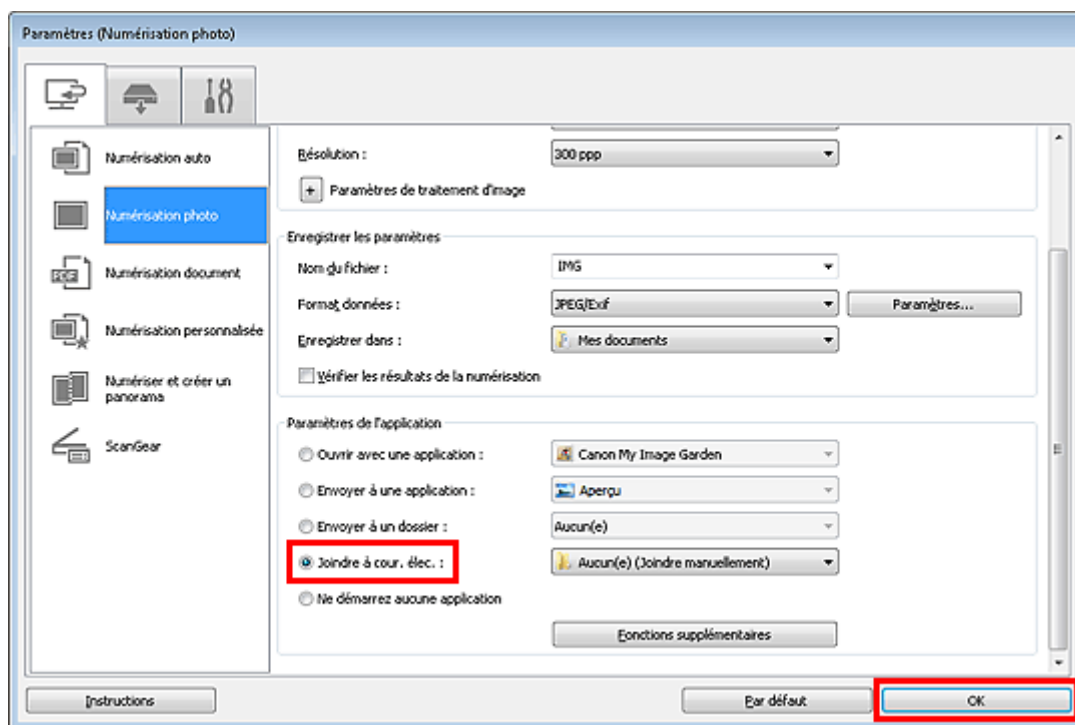 Paramètres (Numérisation photo)
Numérisation auto
Numérisation photo
PDF
Numérisation document
Numérisation personnalisée
Numériser et créer un
panorama
ScanGear
Résolution :
300 ppp
+ Paramètres de traitement d'image
Enregistrer les paramètres
Nom du fichier :
IMG
Format données :
JPEG/Exif
Paramètres...
Enregistrer dans :
Mes documents
Vérifier les résultats de la numérisation
Paramètres de l'application
Ouvrir avec une application :
Canon My Image Garden
Envoyer à une application :
Aperçu
Envoyer à un dossier :
Aucun(e)
Joindre à cour. élec. :
Aucun(e) (Joindre manuellement)
Ne démarrez aucune application
Fonctions supplémentaires
Instructions
Par défaut
OK